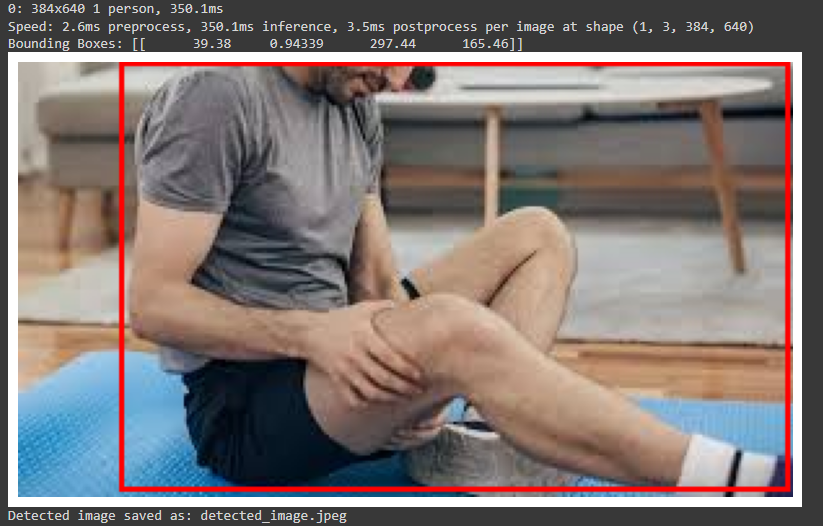 0: 384x640 1 person, 350.1ms
Speed: 2.6ms preprocess, 350.1ms inference, 3.5ms postprocess per image at shape (1, 3, 384, 640)
Bounding Boxes: [[      39.38     0.94339      297.44      165.46]]
Detected image saved as: detected_image.jpeg